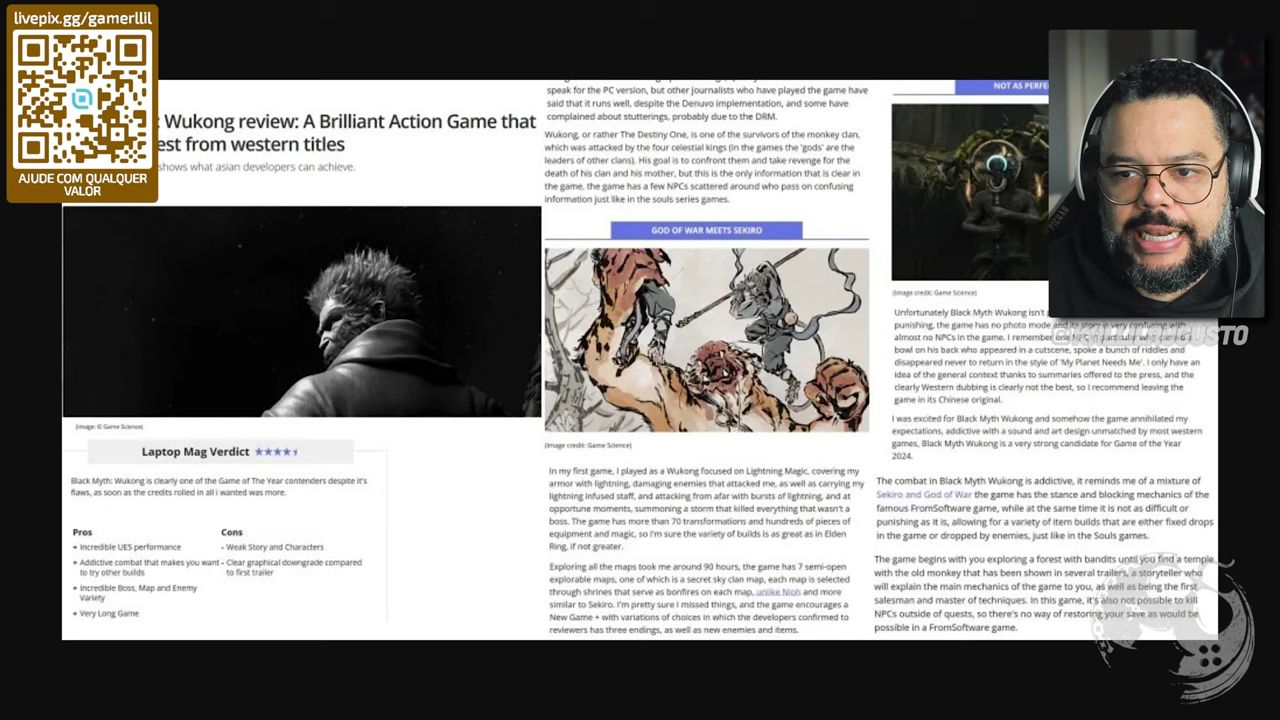 livepix.gg/gamerllil
AJUDE COM QUALQUER
VALOR
: Wukong review: A Brilliant Action Game that
est from western titles
shows what asian developers can achieve.
(Image: © Game Science)
Laptop Mag Verdict
Black Myth: Wukong is clearly one of the Game of The Year contenders despite it's
flaws, as soon as the credits rolled in all i wanted was more.
Pros
+ Incredible UE5 performance
+ Addictive combat that makes you want
to try other builds
+ Incredible Boss, Map and Enemy
Variety
+ Very Long Game
Cons
- Weak Story and Characters
- Clear graphical downgrade compared
to first trailer
speak for the PC version, but other journalists who have played the game have
said that it runs well, despite the Denuvo implementation, and some have
complained about stutterings, probably due to the DRM.
Wukong, or rather The Destiny One, is one of the survivors of the monkey clan,
which was attacked by the four celestial kings (in the games the 'gods' are the
leaders of other clans). His goal is to confront them and take revenge for the
death of his clan and his mother, but this is the only information that is clear in
the game, the game has a few NPCs scattered around who pass on confusing
information just like in the souls series games.
GOD OF WAR MEETS SEKIRO
(Image credit: Game Science)
In my first game, I played as a Wukong focused on Lightning Magic, covering my
armor with lightning, damaging enemies that attacked me, as well as carrying my
lightning infused staff, and attacking from afar with bursts of lightning, and at
opportune moments, summoning a storm that killed everything that wasn't a
boss. The game has more than 70 transformations and hundreds of pieces of
equipment and magic, so I'm sure the variety of builds is as great as in Elden
Ring, if not greater.
Exploring all the maps took me around 90 hours, the game has 7 semi-open
explorable maps, one of which is a secret sky clan map, each map is selected
through shrines that serve as bonfires on each map, unlike Nioh and more
similar to Sekiro. I'm pretty sure I missed things, and the game encourages a
New Game + with variations of choices in which the developers confirmed to
reviewers has three endings, as well as new enemies and items.
NOT AS PERFE
(Image credit: Game Science)
Unfortunately Black Myth Wukong isn't
punishing, the game has no photo mode and its story is very confusing with
almost no NPCs in the game. I remember one NPC in particular who carried a
bowl on his back who appeared in a cutscene, spoke a bunch of riddles and
disappeared never to return in the style of 'My Planet Needs Me'. I only have an
idea of the general context thanks to summaries offered to the press, and the
clearly Western dubbing is clearly not the best, so I recommend leaving the
game in its Chinese original.
I was excited for Black Myth Wukong and somehow the game annihilated my
expectations, addictive with a sound and art design unmatched by most western
games, Black Myth Wukong is a very strong candidate for Game of the Year
2024.
The combat in Black Myth Wukong is addictive, it reminds me of a mixture of
Sekiro and God of War the game has the stance and blocking mechanics of the
famous FromSoftware game, while at the same time it is not as difficult or
punishing as it is, allowing for a variety of item builds that are either fixed drops
in the game or dropped by enemies, just like in the Souls games.
The game begins with you exploring a forest with bandits until you find a temple
with the old monkey that has been shown in several trailers, a storyteller who
will explain the main mechanics of the game to you, as well as being the first
salesman and master of techniques. In this game, it's also not possible to kill
NPCs outside of quests, so there's no way of restoring your save as would be
possible in a FromSoftware game.